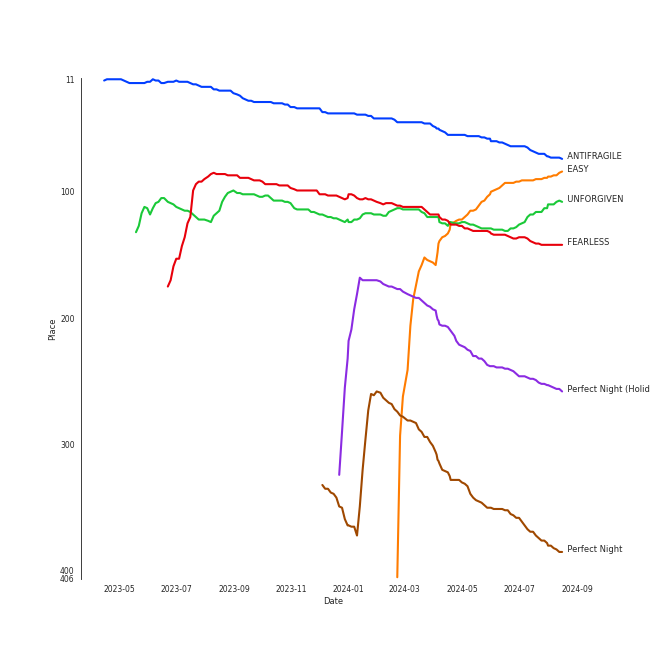 11
100
200
300
400
406
Place
ANTIFRAGILE
EASY
UNFORGIVEN
FEARLESS
Perfect Night (Holid
Perfect Night
2023-05 2023-07 2023-09 2023-11 2024-01 2024-03 2024-05 2024-07 2024-09
Date